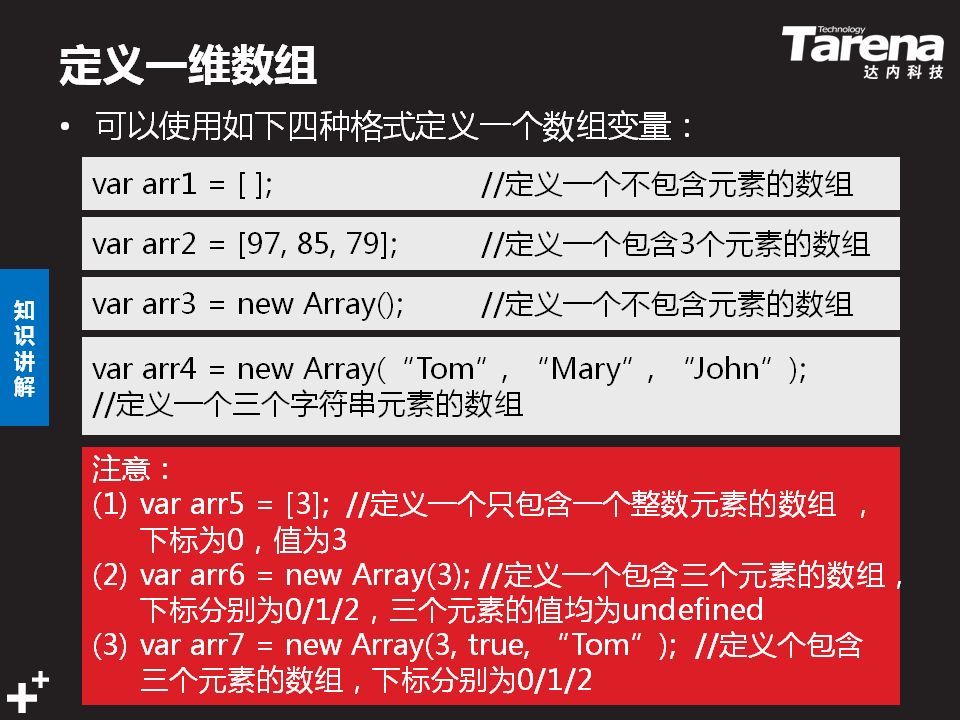 Technology
Tarena
达内科技
定义一维数组
• 可以使用如下四种格式定义一个数组变量：
var arr1 = [ ]; //定义一个不包含元素的数组
var arr2 = [97, 85, 79]; //定义一个包含3个元素的数组
var arr3 = new Array(); //定义一个不包含元素的数组
var arr4 = new Array(“Tom”, “Mary”, “John”);
//定义一个三个字符串元素的数组
知识讲解
注意：
(1) var arr5 = [3]; //定义一个只包含一个整数元素的数组 ，
下标为0，值为3
(2) var arr6 = new Array(3); //定义一个包含三个元素的数组，
下标分别为0/1/2，三个元素的值均为undefined
(3) var arr7 = new Array(3, true, “Tom”); //定义个包含
三个元素的数组，下标分别为0/1/2